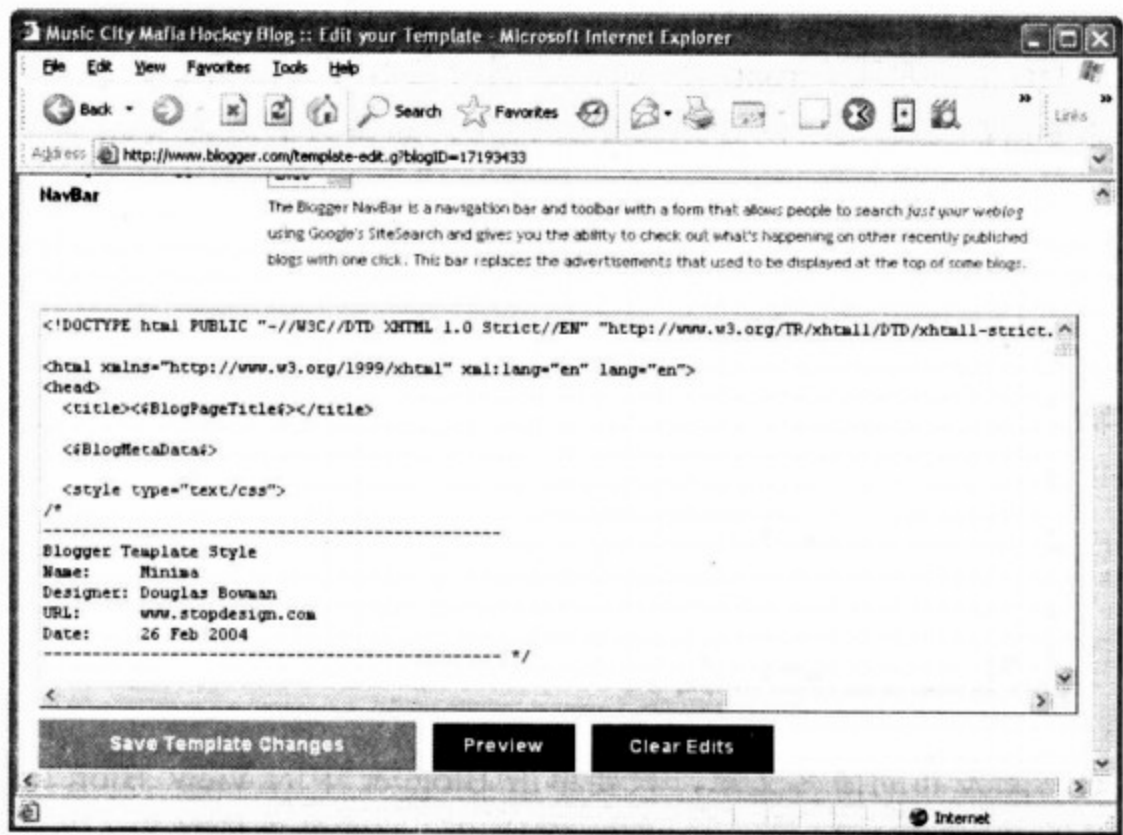 Music City Mafia Hockey Blog :: Edit your Template - Microsoft Internet Explorer
File Edit View Favorites Tools Help
Back Search Favorites » Links »
Address http://www.blogger.com/template-edit.g?blogID=17193433
NavBar
The Blogger NavBar is a navigation bar and toolbar with a form that allows people to search just your weblog
using Google's SiteSearch and gives you the ability to check out what's happening on other recently published
blogs with one click. This bar replaces the advertisements that used to be displayed at the top of some blogs.
<!DOCTYPE html PUBLIC "-//W3C//DTD XHTML 1.0 Strict//EN" "http://www.w3.org/TR/xhtml1/DTD/xhtml1-strict.
<html xmlns="http://www.w3.org/1999/xhtml" xml:lang="en" lang="en">
<head>
<title><$BlogPageTitle$></title>
<$BlogMetaData$>
<style type="text/css">
/*
-------------------------------------------------
Blogger Template Style
Name: Minima
Designer: Douglas Bowman
URL: www.stopdesign.com
Date: 26 Feb 2004
------------------------------------------------- */
Save Template Changes Preview Clear Edits
Internet